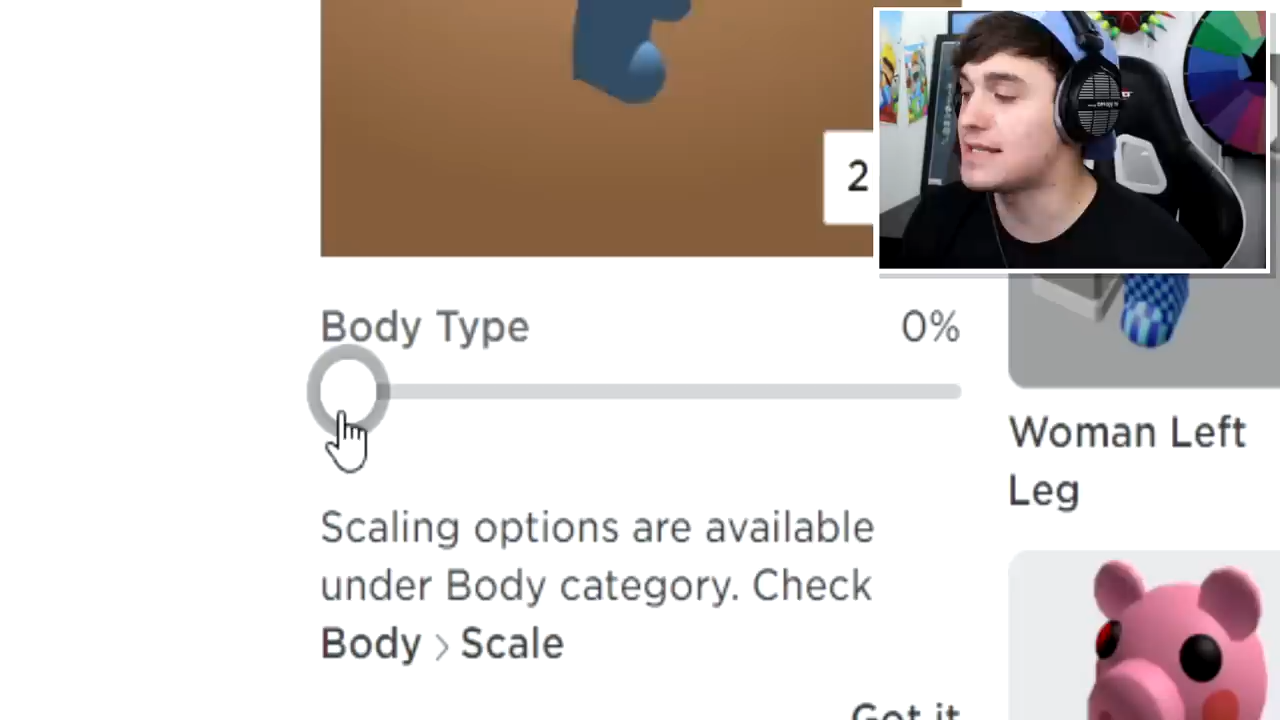 2
Body Type 0%
Woman Left
Leg
Scaling options are available
under Body category. Check
Body > Scale
Got it